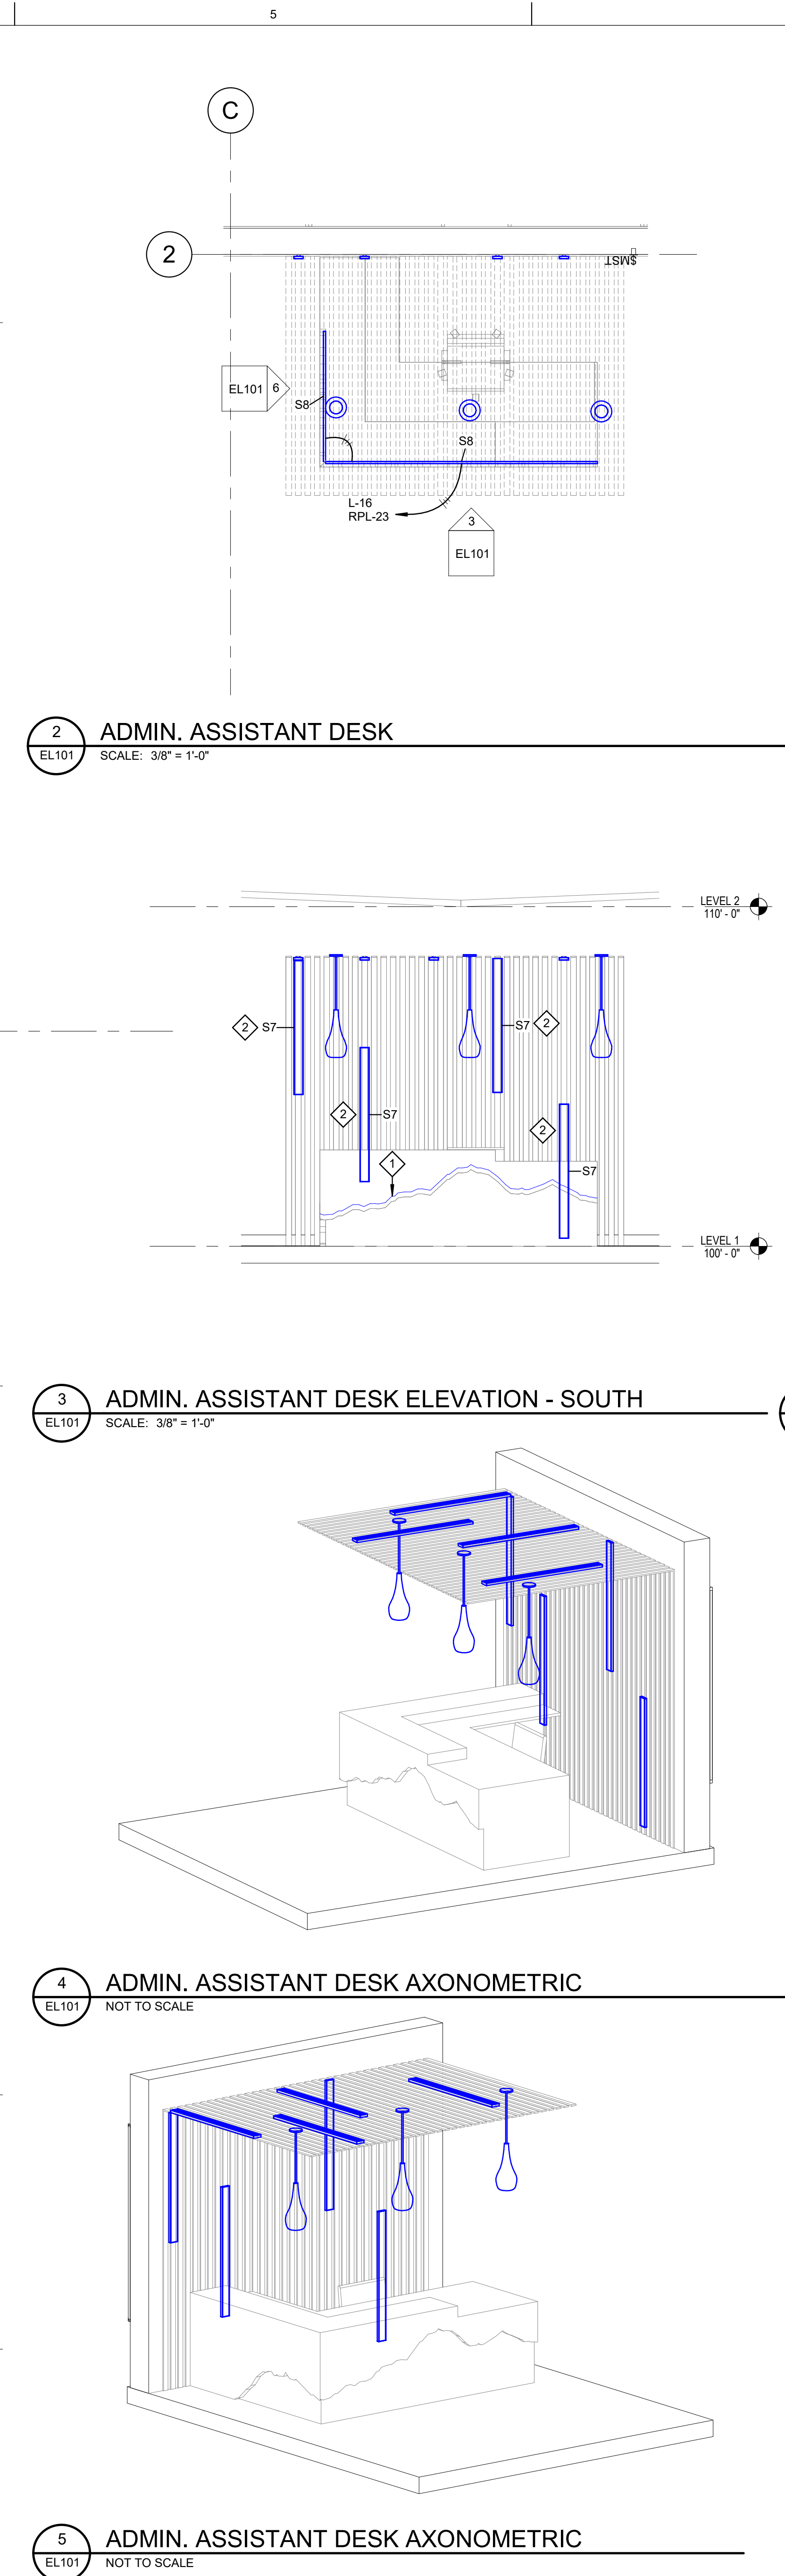 5
C
2
$MST
EL101 6
S8
S8
L-16
RPL-23
3
EL101
2
EL101
ADMIN. ASSISTANT DESK
SCALE: 3/8" = 1'-0"
LEVEL 2
110' - 0"
2 S7
S7 2
2 S7
2
1
S7
LEVEL 1
100' - 0"
3
EL101
ADMIN. ASSISTANT DESK ELEVATION - SOUTH
SCALE: 3/8" = 1'-0"
4
EL101
ADMIN. ASSISTANT DESK AXONOMETRIC
NOT TO SCALE
5
EL101
ADMIN. ASSISTANT DESK AXONOMETRIC
NOT TO SCALE